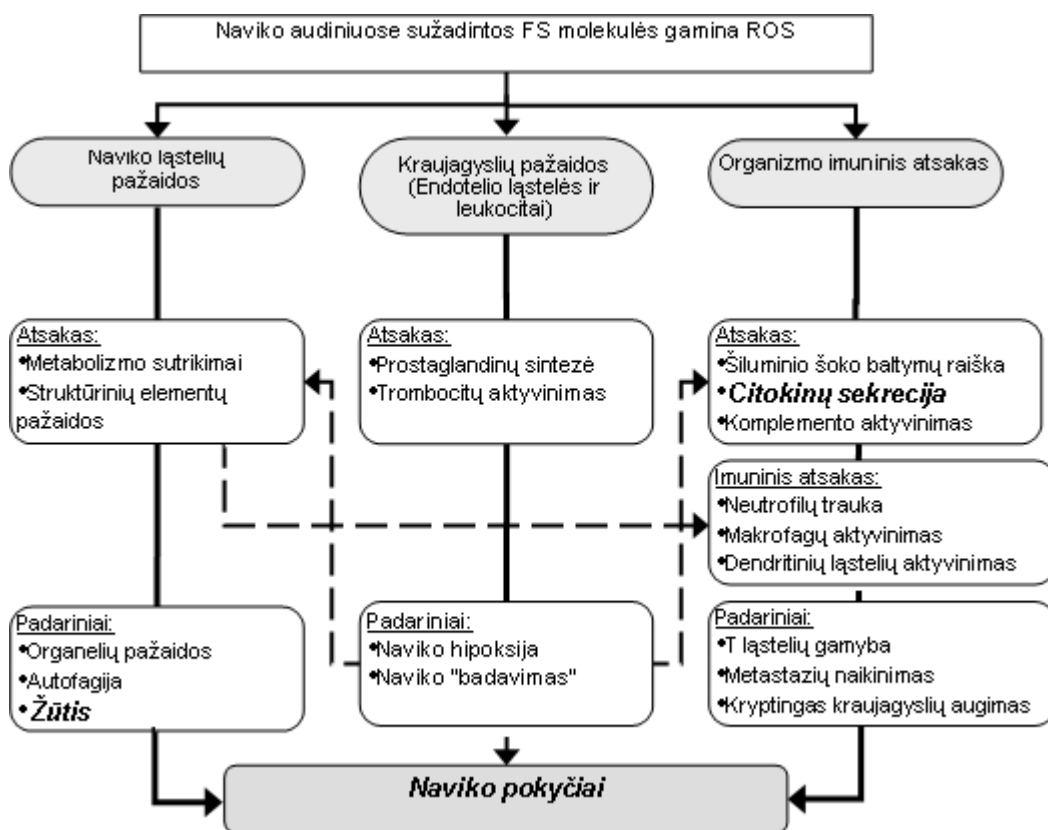 Naviko audiniuose sužadintos FS molekulės gamina ROS
Naviko ląstelių
pažaidos
Kraujagyslių pažaidos
(Endotelio ląstelės ir
leukocitai)
Organizmo imuninis atsakas
Atsakas:
•Metabolizmo sutrikimai
•Struktūrinių elementų
pažaidos
Atsakas:
•Prostaglandinų sintezė
•Trombocitų aktyvinimas
Atsakas:
•Šiluminio šoko baltymų raiška
•Citokinų sekrecija
•Komplemento aktyvinimas
Imuninis atsakas:
•Neutrofilų trauka
•Makrofagų aktyvinimas
•Dendritinių ląstelių aktyvinimas
Padariniai:
•Organelių pažaidos
•Autofagija
•Žūtis
Padariniai:
•Naviko hipoksija
•Naviko "badavimas"
Padariniai:
•T ląstelių gamyba
•Metastazių naikinimas
•Kryptingas kraujagyslių augimas
Naviko pokyčiai